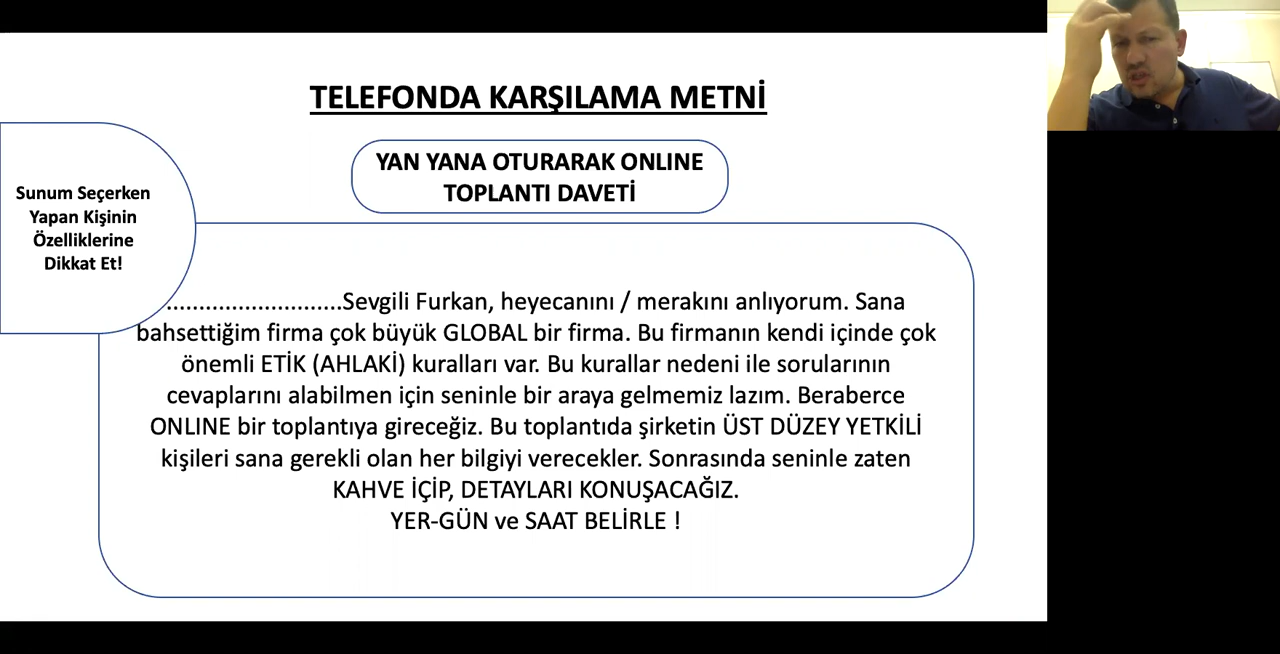 TELEFONDA KARŞILAMA METNİ
YAN YANA OTURARAK ONLINE
TOPLANTI DAVETİ
Sunum Seçerken
Yapan Kişinin
Özelliklerine
Dikkat Et!
...........................Sevgili Furkan, heyecanını / merakını anlıyorum. Sana
bahsettiğim firma çok büyük GLOBAL bir firma. Bu firmanın kendi içinde çok
önemli ETİK (AHLAKİ) kuralları var. Bu kurallar nedeni ile sorularının
cevaplarını alabilmen için seninle bir araya gelmemiz lazım. Beraberce
ONLINE bir toplantıya gireceğiz. Bu toplantıda şirketin ÜST DÜZEY YETKİLİ
kişileri sana gerekli olan her bilgiyi verecekler. Sonrasında seninle zaten
KAHVE İÇİP, DETAYLARI KONUŞACAĞIZ.
YER-GÜN ve SAAT BELİRLE !